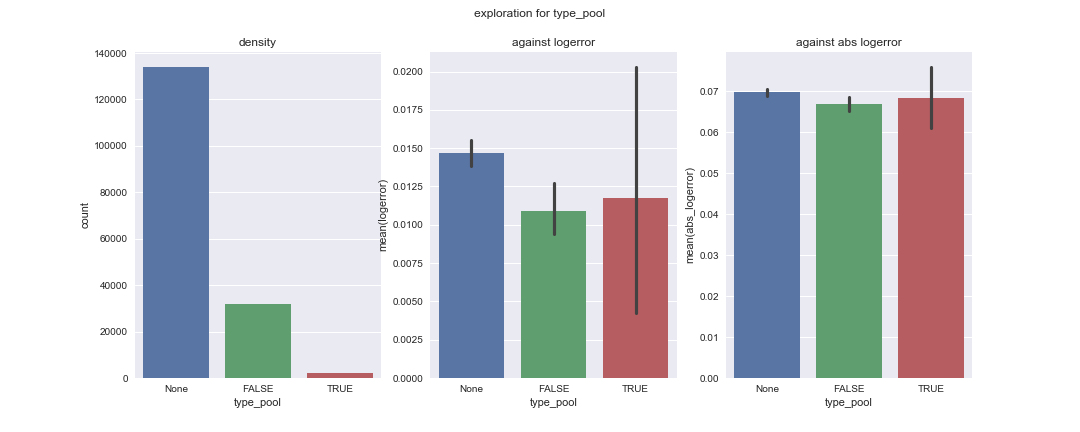 exploration for type_pool
density
140000
120000
100000
80000
60000
40000
20000
0
count
None FALSE TRUE
type_pool
against logerror
0.0200
0.0175
0.0150
0.0125
0.0100
0.0075
0.0050
0.0025
0.0000
mean(logerror)
None FALSE TRUE
type_pool
against abs logerror
0.07
0.06
0.05
0.04
0.03
0.02
0.01
0.00
mean(abs_logerror)
None FALSE TRUE
type_pool